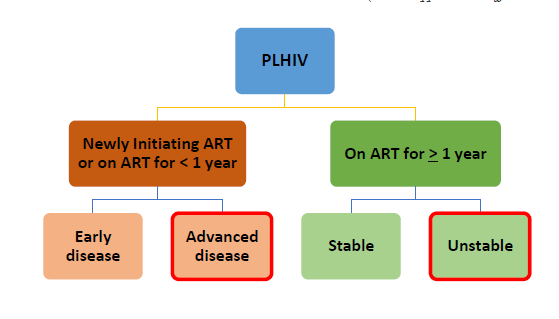 PLHIV
Newly Initiating ART
or on ART for < 1 year
On ART for ≥ 1 year
Early
disease
Advanced
disease
Stable
Unstable